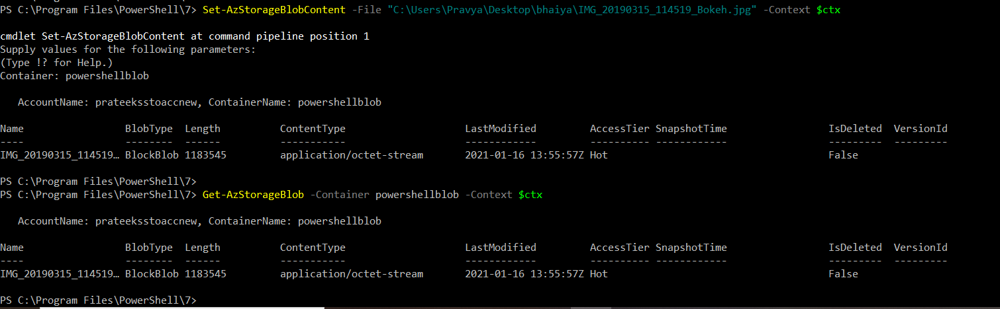 PS C:\Program Files\PowerShell\7> Set-AzStorageBlobContent -File "C:\Users\Pravya\Desktop\bhaiya\IMG_20190315_114519_Bokeh.jpg" -Context $ctx
cmdlet Set-AzStorageBlobContent at command pipeline position 1
Supply values for the following parameters:
(Type !? for Help.)
Container: powershellblob
AccountName: prateeksstoaccnew, ContainerName: powershellblob
Name BlobType Length ContentType LastModified AccessTier SnapshotTime IsDeleted VersionId
---- -------- ------ ----------- ------------ ---------- ------------ --------- ---------
IMG_20190315_114519… BlockBlob 1183545 application/octet-stream 2021-01-16 13:55:57Z Hot False
PS C:\Program Files\PowerShell\7>
PS C:\Program Files\PowerShell\7> Get-AzStorageBlob -Container powershellblob -Context $ctx
AccountName: prateeksstoaccnew, ContainerName: powershellblob
Name BlobType Length ContentType LastModified AccessTier SnapshotTime IsDeleted VersionId
---- -------- ------ ----------- ------------ ---------- ------------ --------- ---------
IMG_20190315_114519… BlockBlob 1183545 application/octet-stream 2021-01-16 13:55:57Z Hot False
PS C:\Program Files\PowerShell\7>